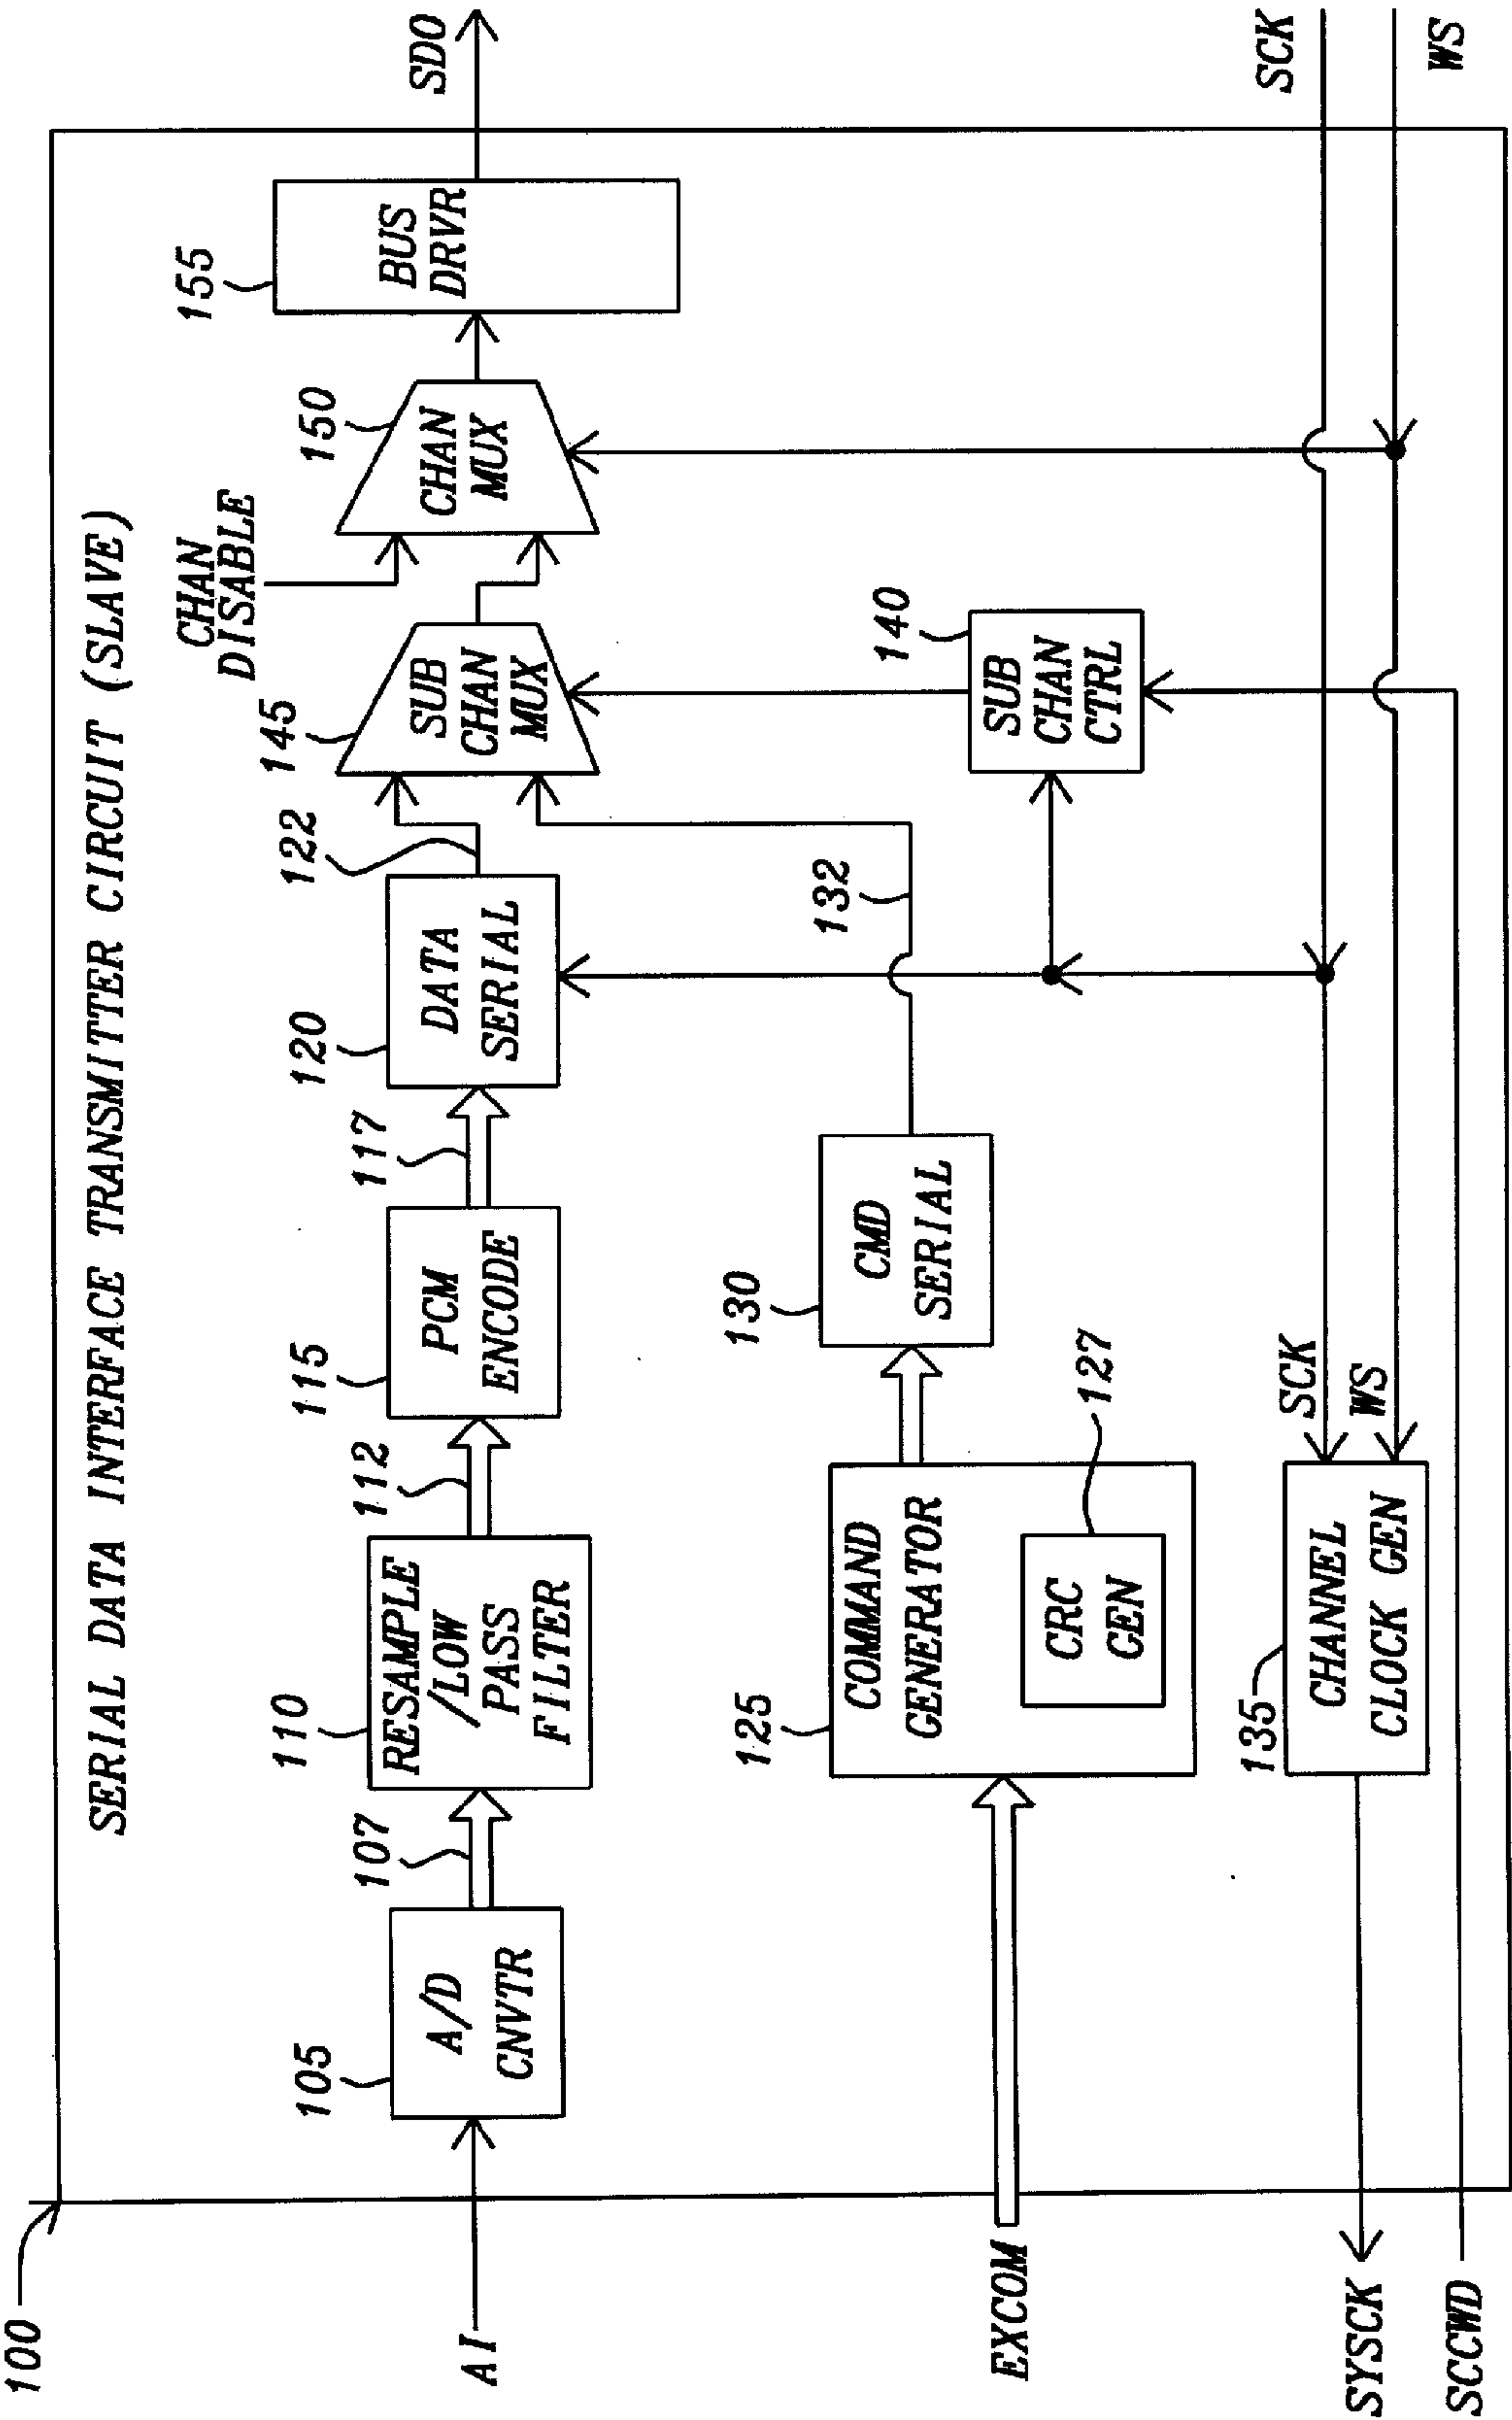 SERIAL DATA INTERFACE TRANSMITTER CIRCUIT (SLAVE)
100
AI
105
A/D
CNVTR
107
110
RESAMPLE
/LOW
PASS
FILTER
112
115
PCM
ENCODE
117
120
DATA
SERIAL
122
145
SUB
CHAN
MUX
CHAN
DISABLE
150
CHAN
MUX
155
BUS
DRVR
SDO
EXCOM
125
COMMAND
GENERATOR
CRC
GEN
127
130
CMD
SERIAL
132
140
SUB
CHAN
CTRL
SYSCK
135
CHANNEL
CLOCK GEN
SCK
WS
SCK
WS
SCCWD